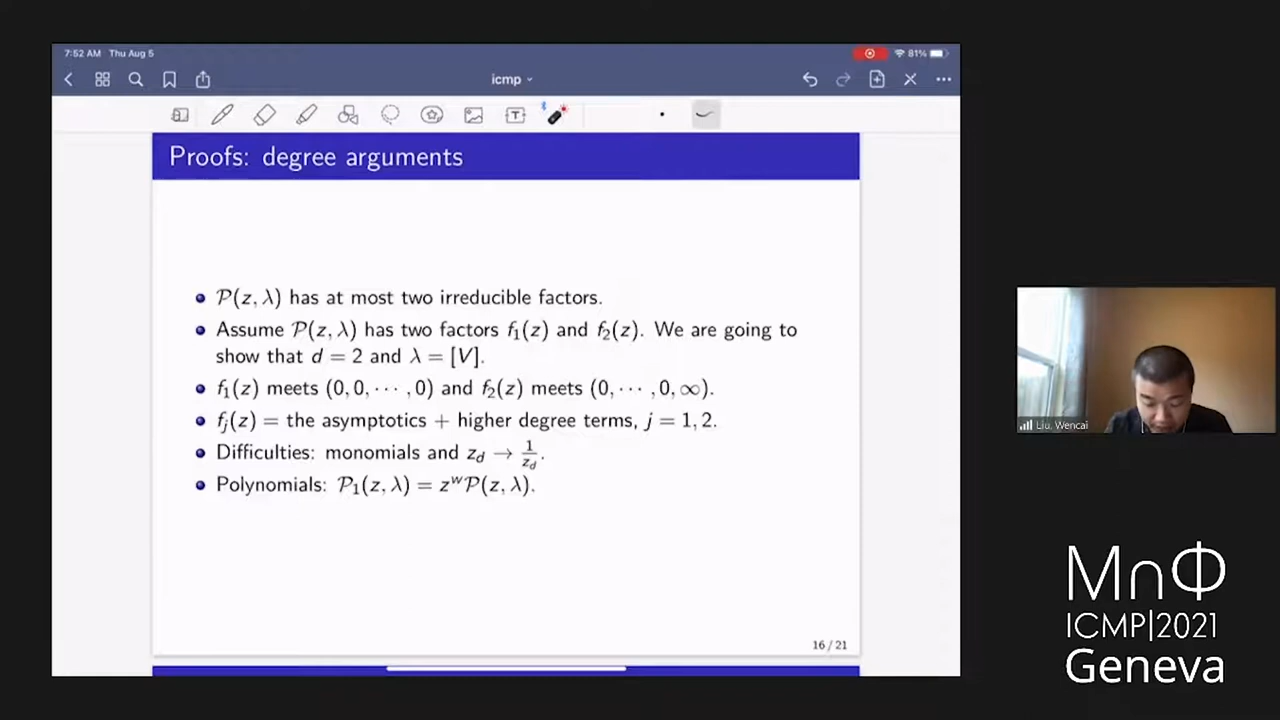 7:52 AM Thu Aug 5
81%
icmp
T
Proofs: degree arguments
P(z, λ) has at most two irreducible factors.
Assume P(z, λ) has two factors f₁(z) and f₂(z). We are going to
show that d = 2 and λ = [V].
f₁(z) meets (0, 0, ⋯ , 0) and f₂(z) meets (0, ⋯ , 0, ∞).
fⱼ(z) = the asymptotics + higher degree terms, j = 1, 2.
Difficulties: monomials and z_d → 1/z_d.
Polynomials: P₁(z, λ) = zʷP(z, λ).
16 / 21
Liu, Wencai
M∩Φ
ICMP|2021
Geneva